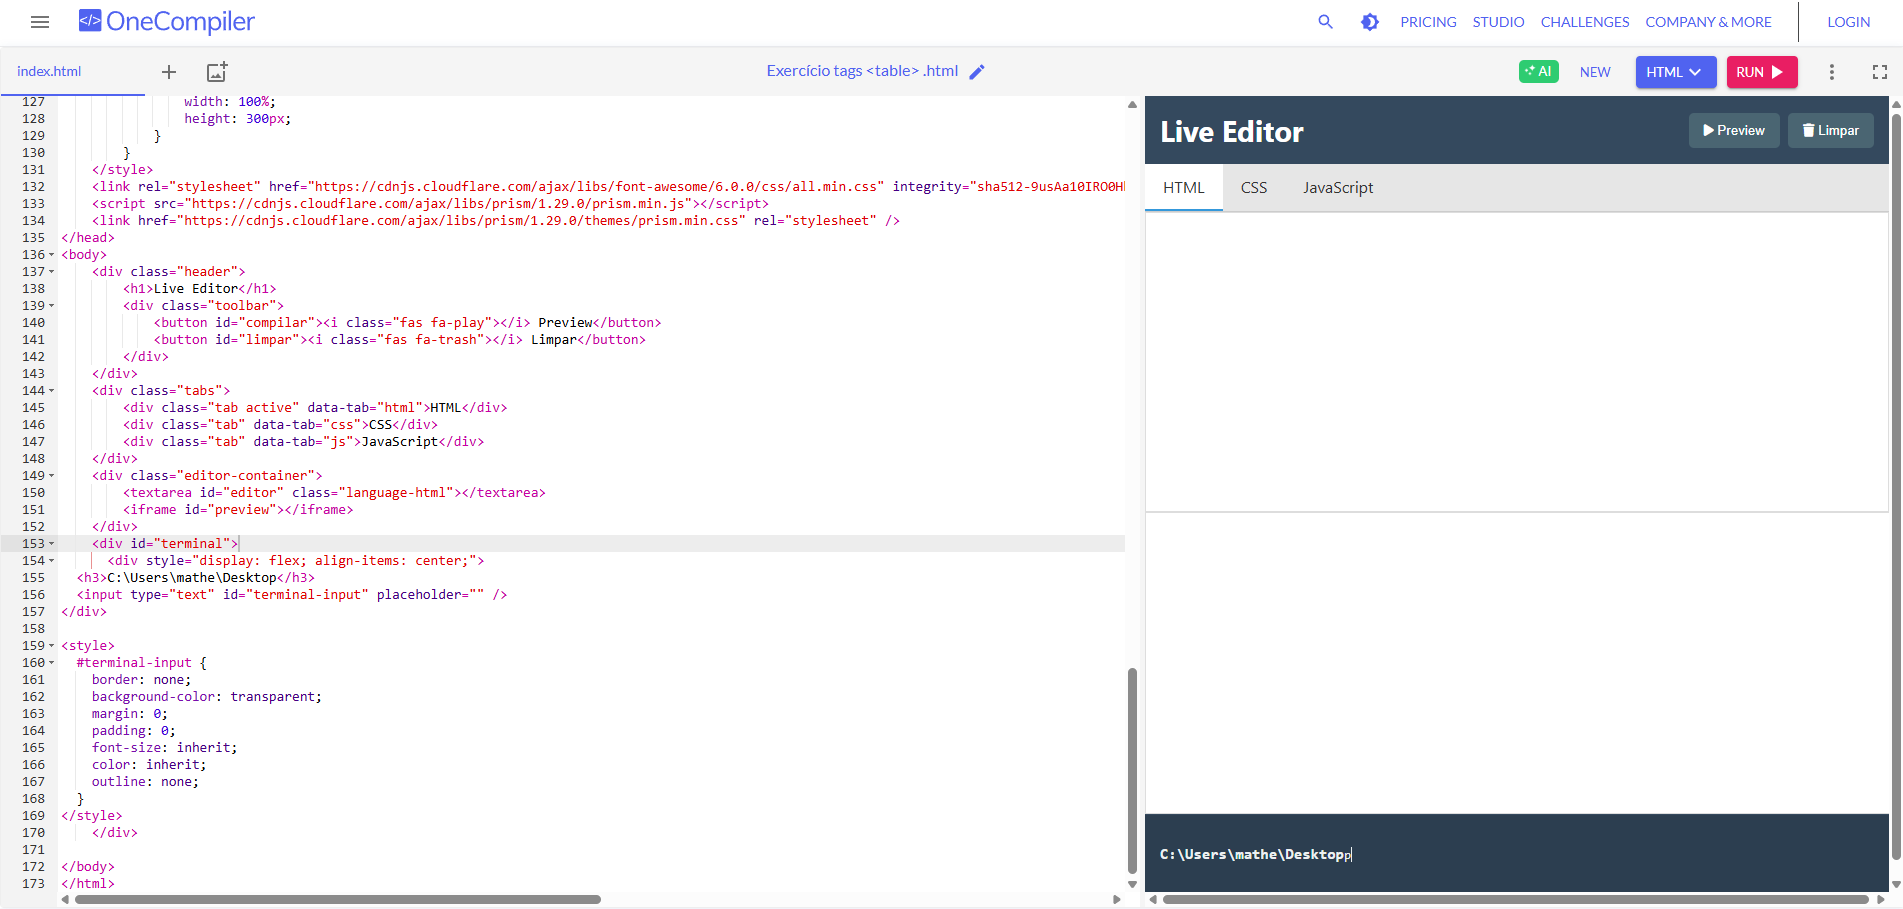 OneCompiler
PRICING STUDIO CHALLENGES COMPANY & MORE LOGIN
index.html
Exercício tags <table> .html
AI NEW HTML RUN
127 width: 100%;
128 height: 300px;
129 }
130 }
131 </style>
132 <link rel="stylesheet" href="https://cdnjs.cloudflare.com/ajax/libs/font-awesome/6.0.0/css/all.min.css" integrity="sha512-9usAa10IRO0H
133 <script src="https://cdnjs.cloudflare.com/ajax/libs/prism/1.29.0/prism.min.js"></script>
134 <link href="https://cdnjs.cloudflare.com/ajax/libs/prism/1.29.0/themes/prism.min.css" rel="stylesheet" />
135 </head>
136 <body>
137 <div class="header">
138 <h1>Live Editor</h1>
139 <div class="toolbar">
140 <button id="compilar"><i class="fas fa-play"></i> Preview</button>
141 <button id="limpar"><i class="fas fa-trash"></i> Limpar</button>
142 </div>
143 </div>
144 <div class="tabs">
145 <div class="tab active" data-tab="html">HTML</div>
146 <div class="tab" data-tab="css">CSS</div>
147 <div class="tab" data-tab="js">JavaScript</div>
148 </div>
149 <div class="editor-container">
150 <textarea id="editor" class="language-html"></textarea>
151 <iframe id="preview"></iframe>
152 </div>
153 <div id="terminal">
154 <div style="display: flex; align-items: center;">
155 <h3>C:\Users\mathe\Desktop</h3>
156 <input type="text" id="terminal-input" placeholder="" />
157 </div>
158
159 <style>
160 #terminal-input {
161 border: none;
162 background-color: transparent;
163 margin: 0;
164 padding: 0;
165 font-size: inherit;
166 color: inherit;
167 outline: none;
168 }
169 </style>
170 </div>
171
172 </body>
173 </html>
Live Editor
Preview Limpar
HTML CSS JavaScript
C:\Users\mathe\Desktopp